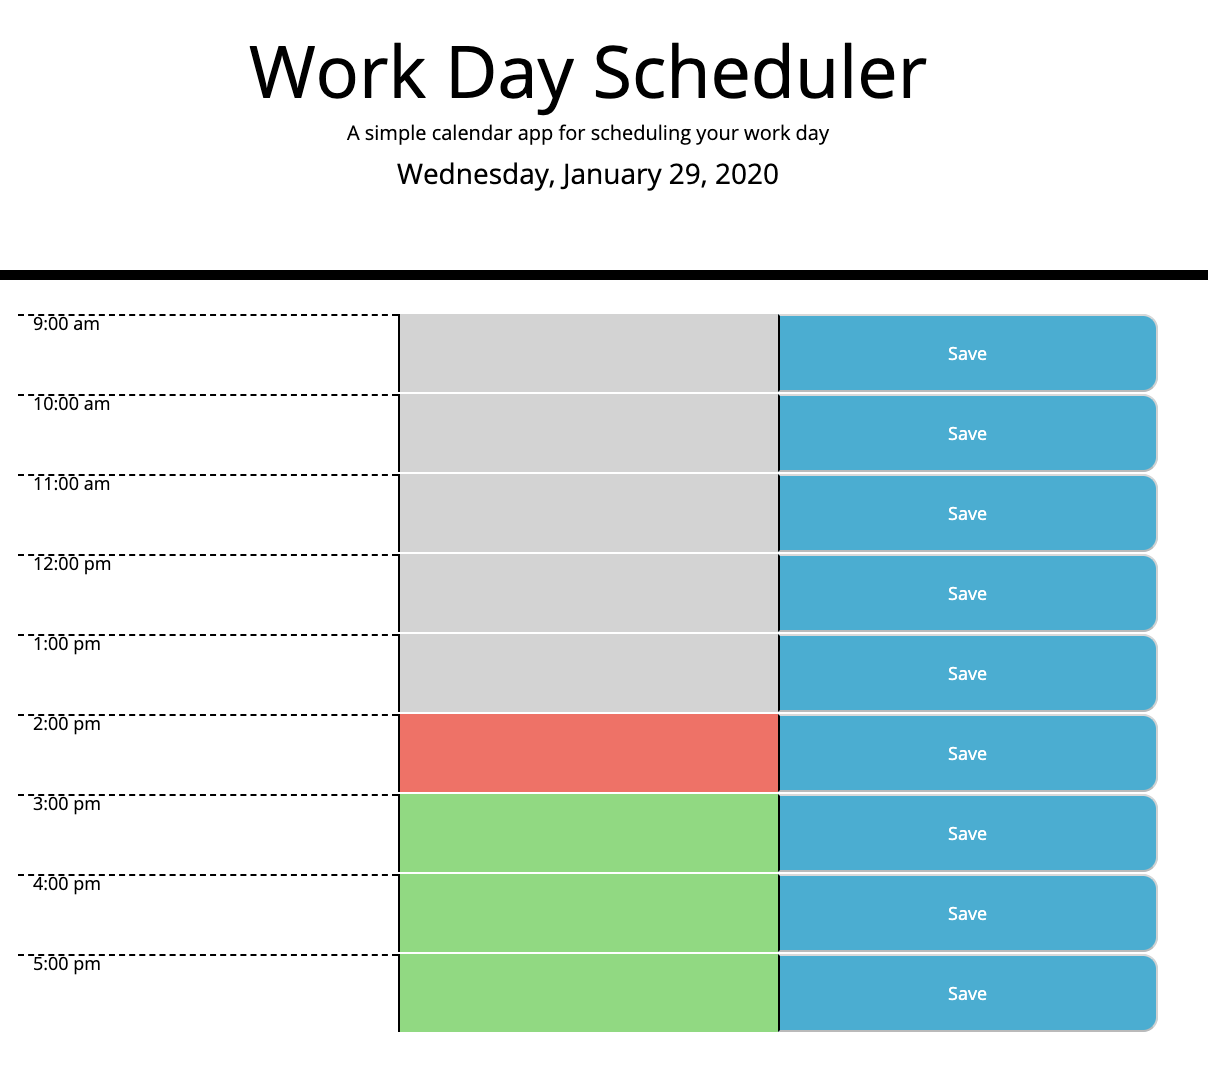 Work Day Scheduler
A simple calendar app for scheduling your work day
Wednesday, January 29, 2020
9:00 am
Save
10:00 am
Save
11:00 am
Save
12:00 pm
Save
1:00 pm
Save
2:00 pm
Save
3:00 pm
Save
4:00 pm
Save
5:00 pm
Save